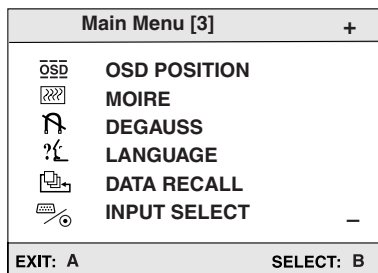 Main Menu [3] +
OSD OSD POSITION
MOIRE
DEGAUSS
LANGUAGE
DATA RECALL
INPUT SELECT –
EXIT: A SELECT: B